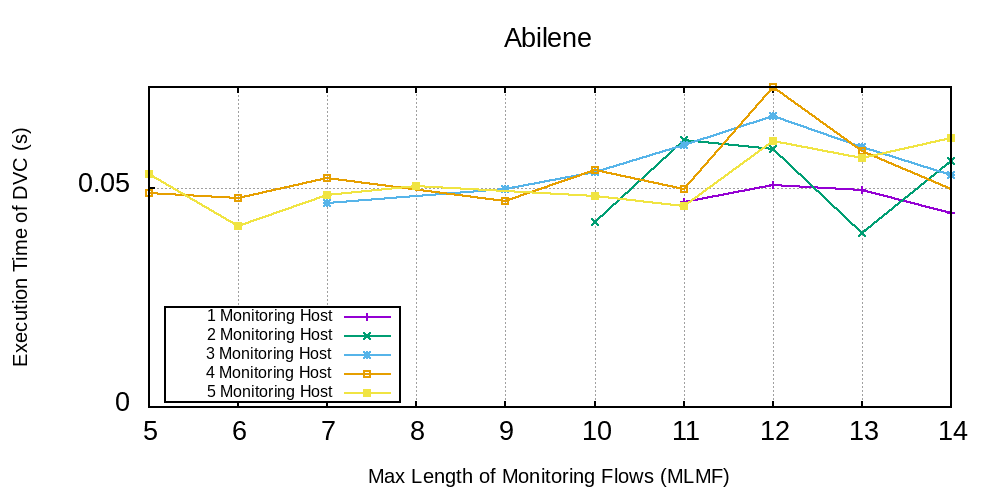 Abilene
Execution Time of DVC (s)
0.05
0
1 Monitoring Host
2 Monitoring Host
3 Monitoring Host
4 Monitoring Host
5 Monitoring Host
5 6 7 8 9 10 11 12 13 14
Max Length of Monitoring Flows (MLMF)